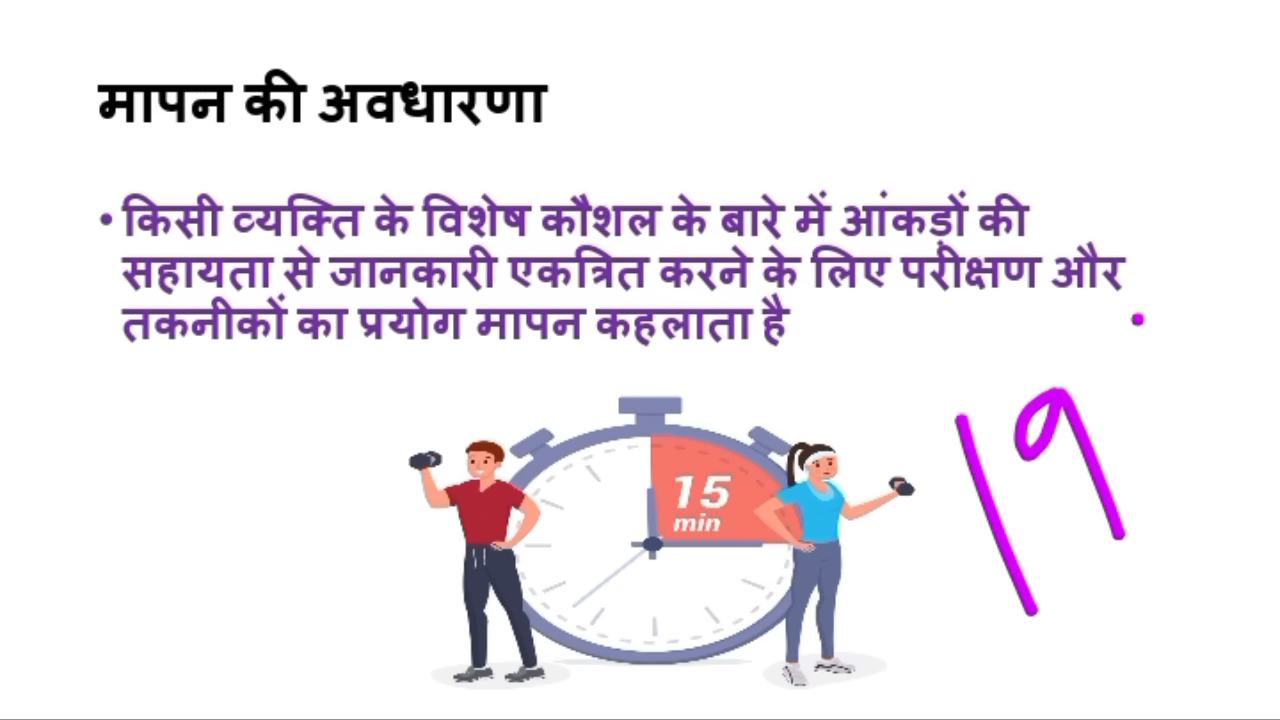 मापन की अवधारणा
• किसी व्यक्ति के विशेष कौशल के बारे में आंकड़ों की
सहायता से जानकारी एकत्रित करने के लिए परीक्षण और
तकनीकों का प्रयोग मापन कहलाता है
15
min
19